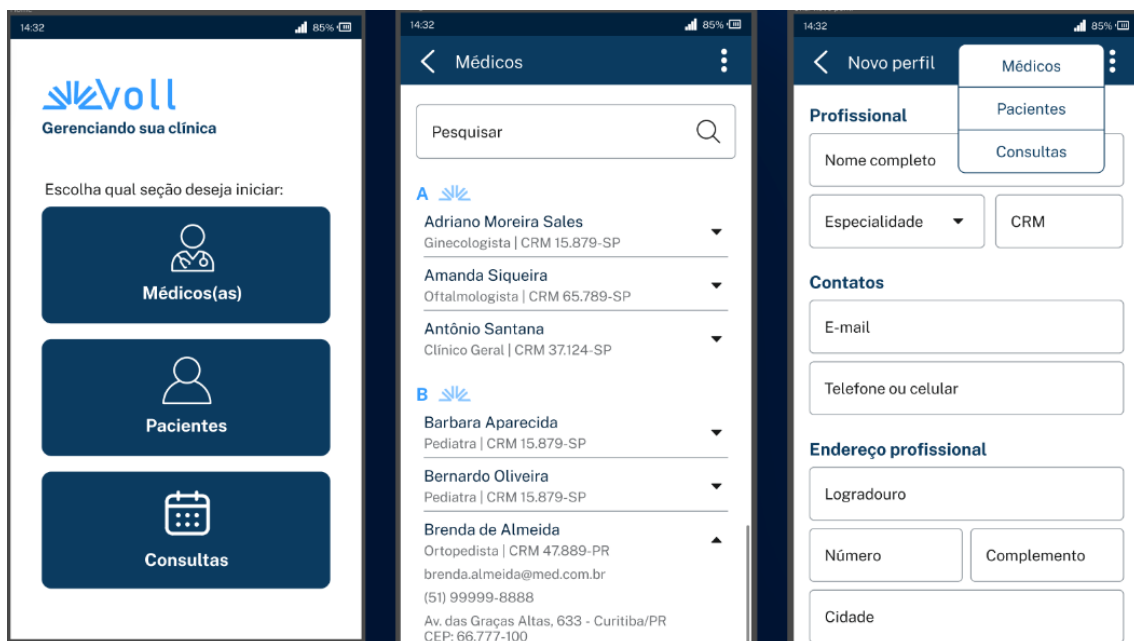 14:32
85%
Voll
Gerenciando sua clínica
Escolha qual seção deseja iniciar:
Médicos(as)
Pacientes
Consultas
14:32
85%
Médicos
Pesquisar
A
Adriano Moreira Sales
Ginecologista | CRM 15.879-SP
Amanda Siqueira
Oftalmologista | CRM 65.789-SP
Antônio Santana
Clínico Geral | CRM 37.124-SP
B
Barbara Aparecida
Pediatra | CRM 15.879-SP
Bernardo Oliveira
Pediatra | CRM 15.879-SP
Brenda de Almeida
Ortopedista | CRM 47.889-PR
brenda.almeida@med.com.br
(51) 99999-8888
Av. das Graças Altas, 633 - Curitiba/PR
CEP: 66.777-100
14:32
85%
Novo perfil
Médicos
Pacientes
Consultas
Profissional
Nome completo
Especialidade
CRM
Contatos
E-mail
Telefone ou celular
Endereço profissional
Logradouro
Número
Complemento
Cidade